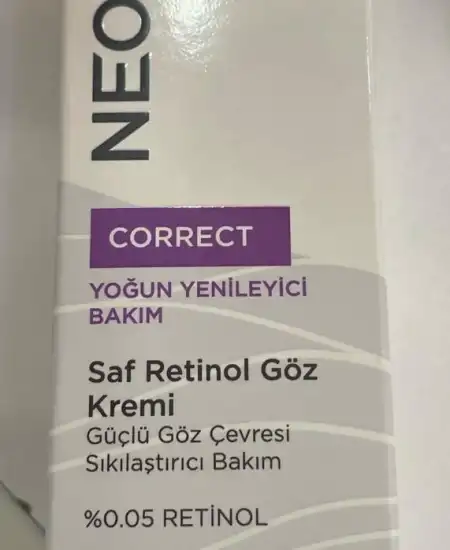 NEO
CORRECT
YOĞUN YENİLEYİCİ
BAKIM
Saf Retinol Göz
Kremi
Güçlü Göz Çevresi
Sıkılaştırıcı Bakım
%0.05 RETİNOL